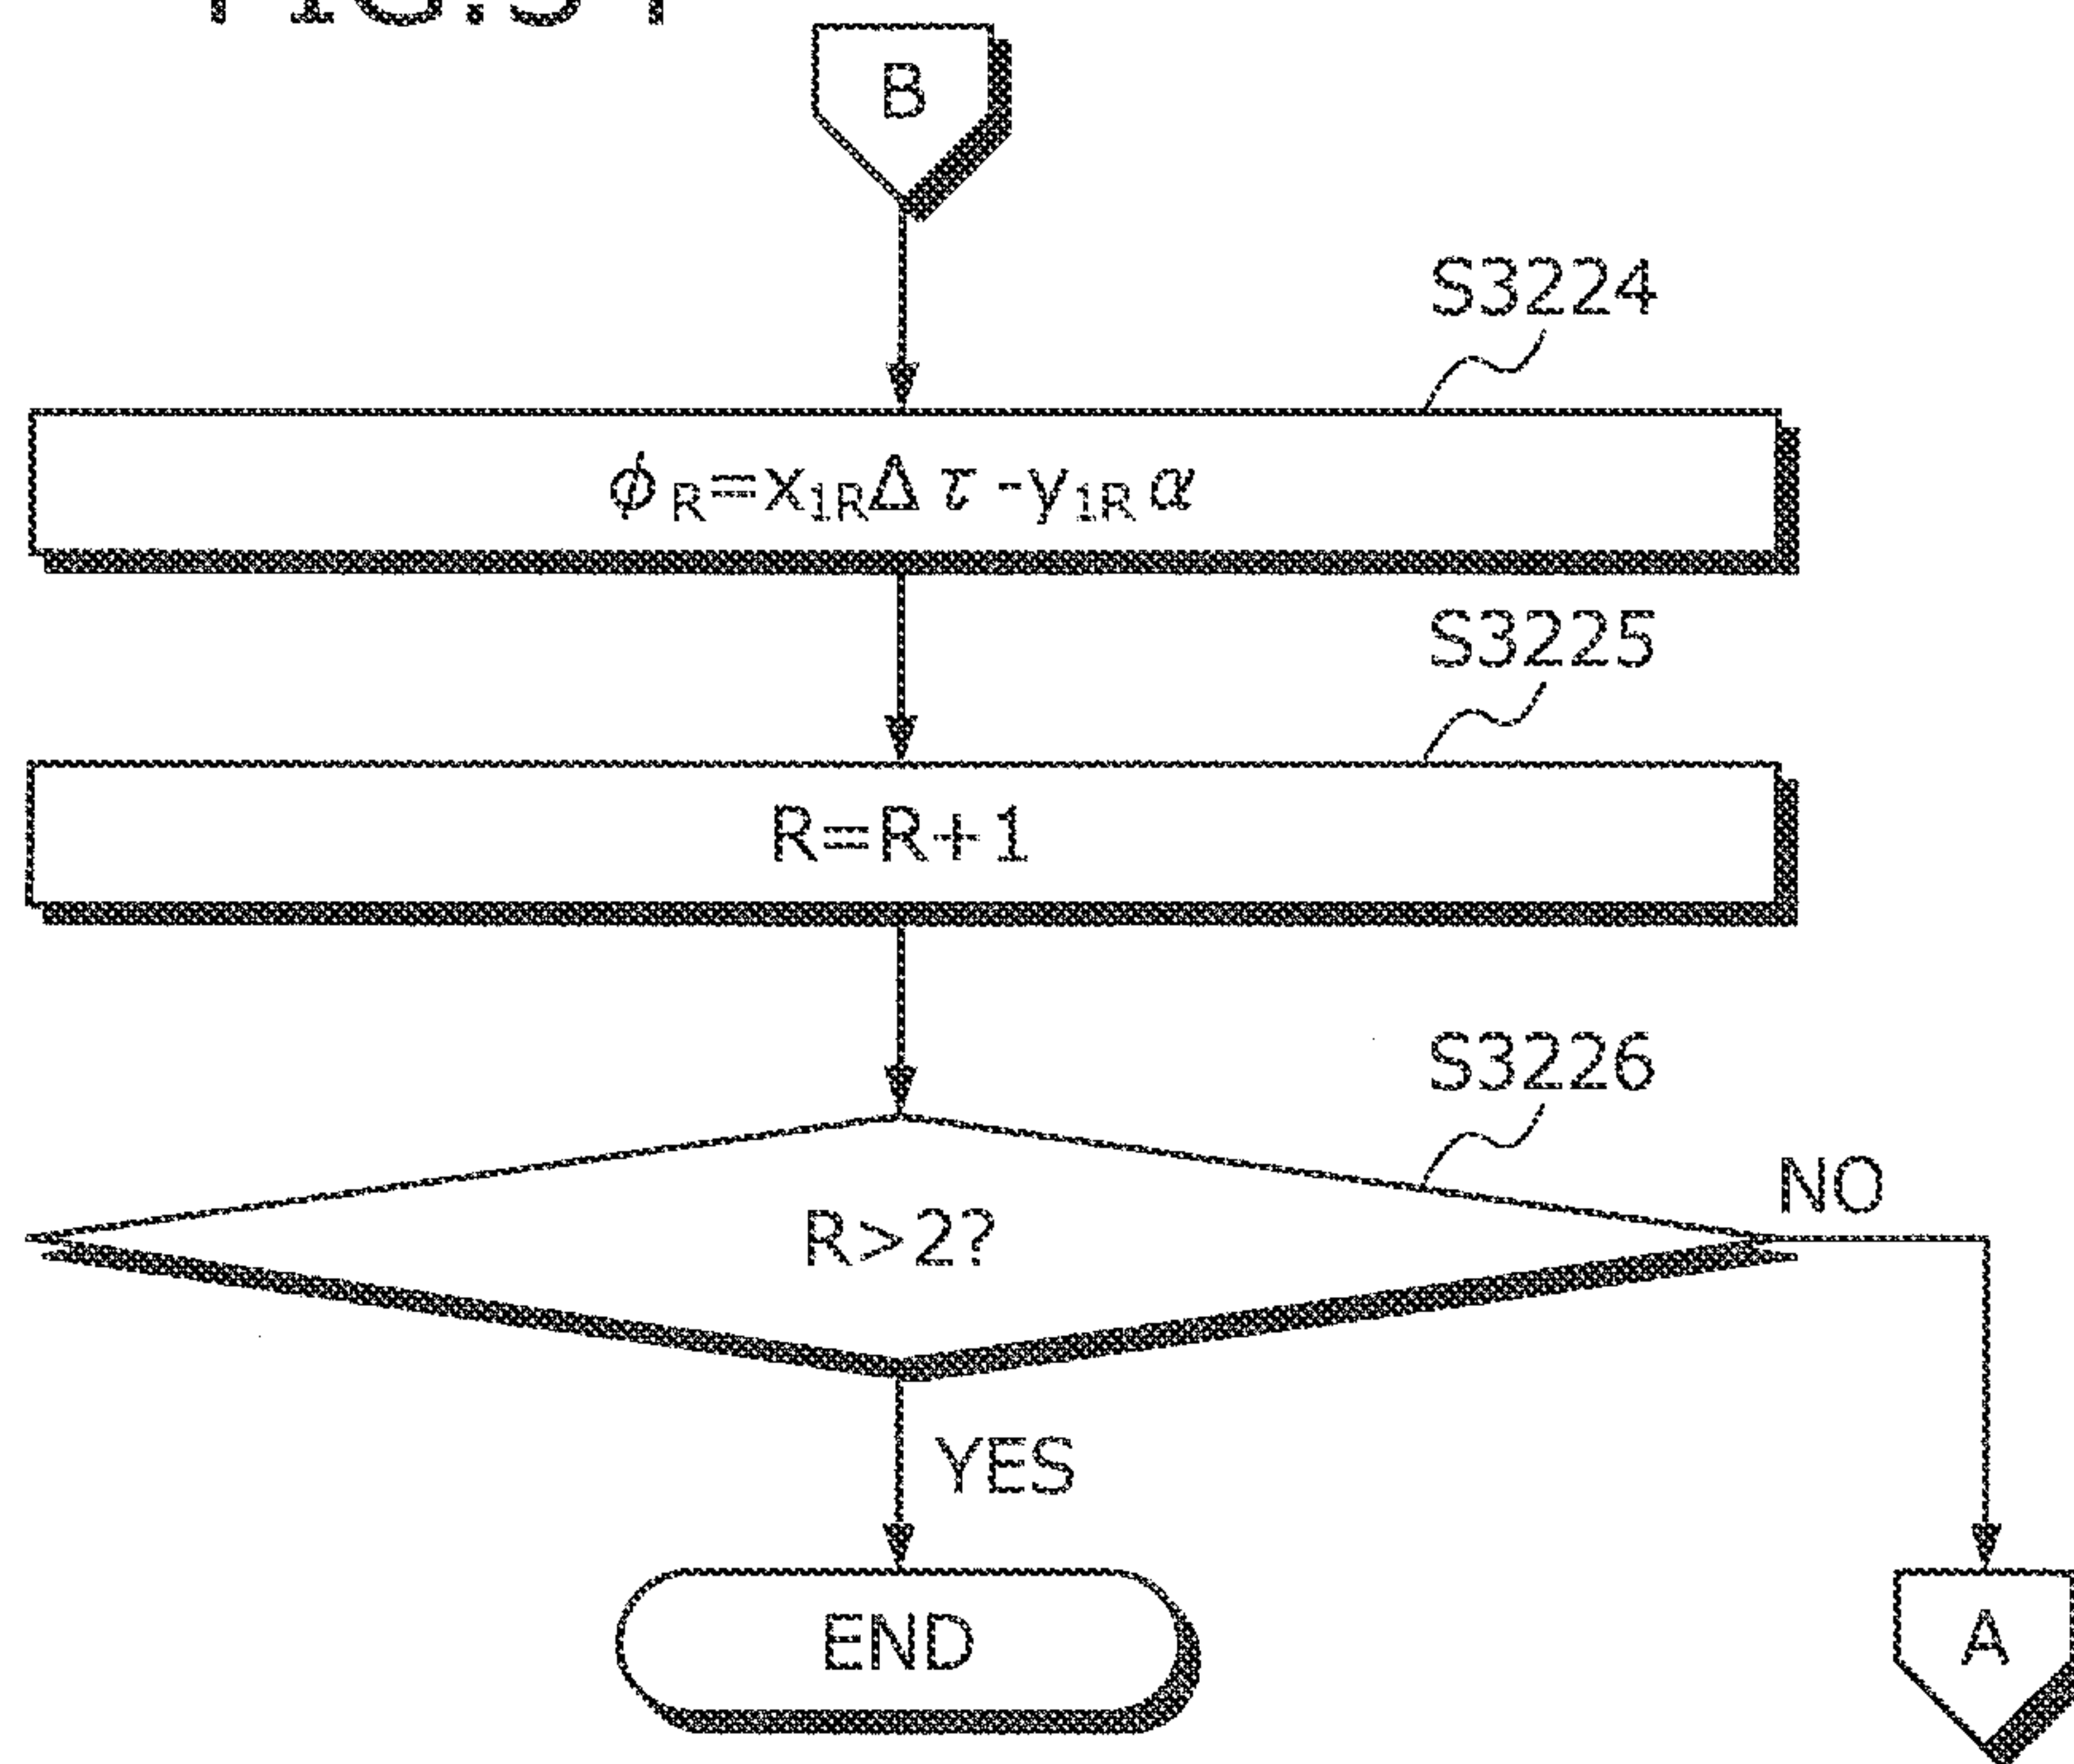 B
S3224
ϕR=x1RΔτ-y1Rα
S3225
R=R+1
S3226
R>2?
NO
YES
END
A